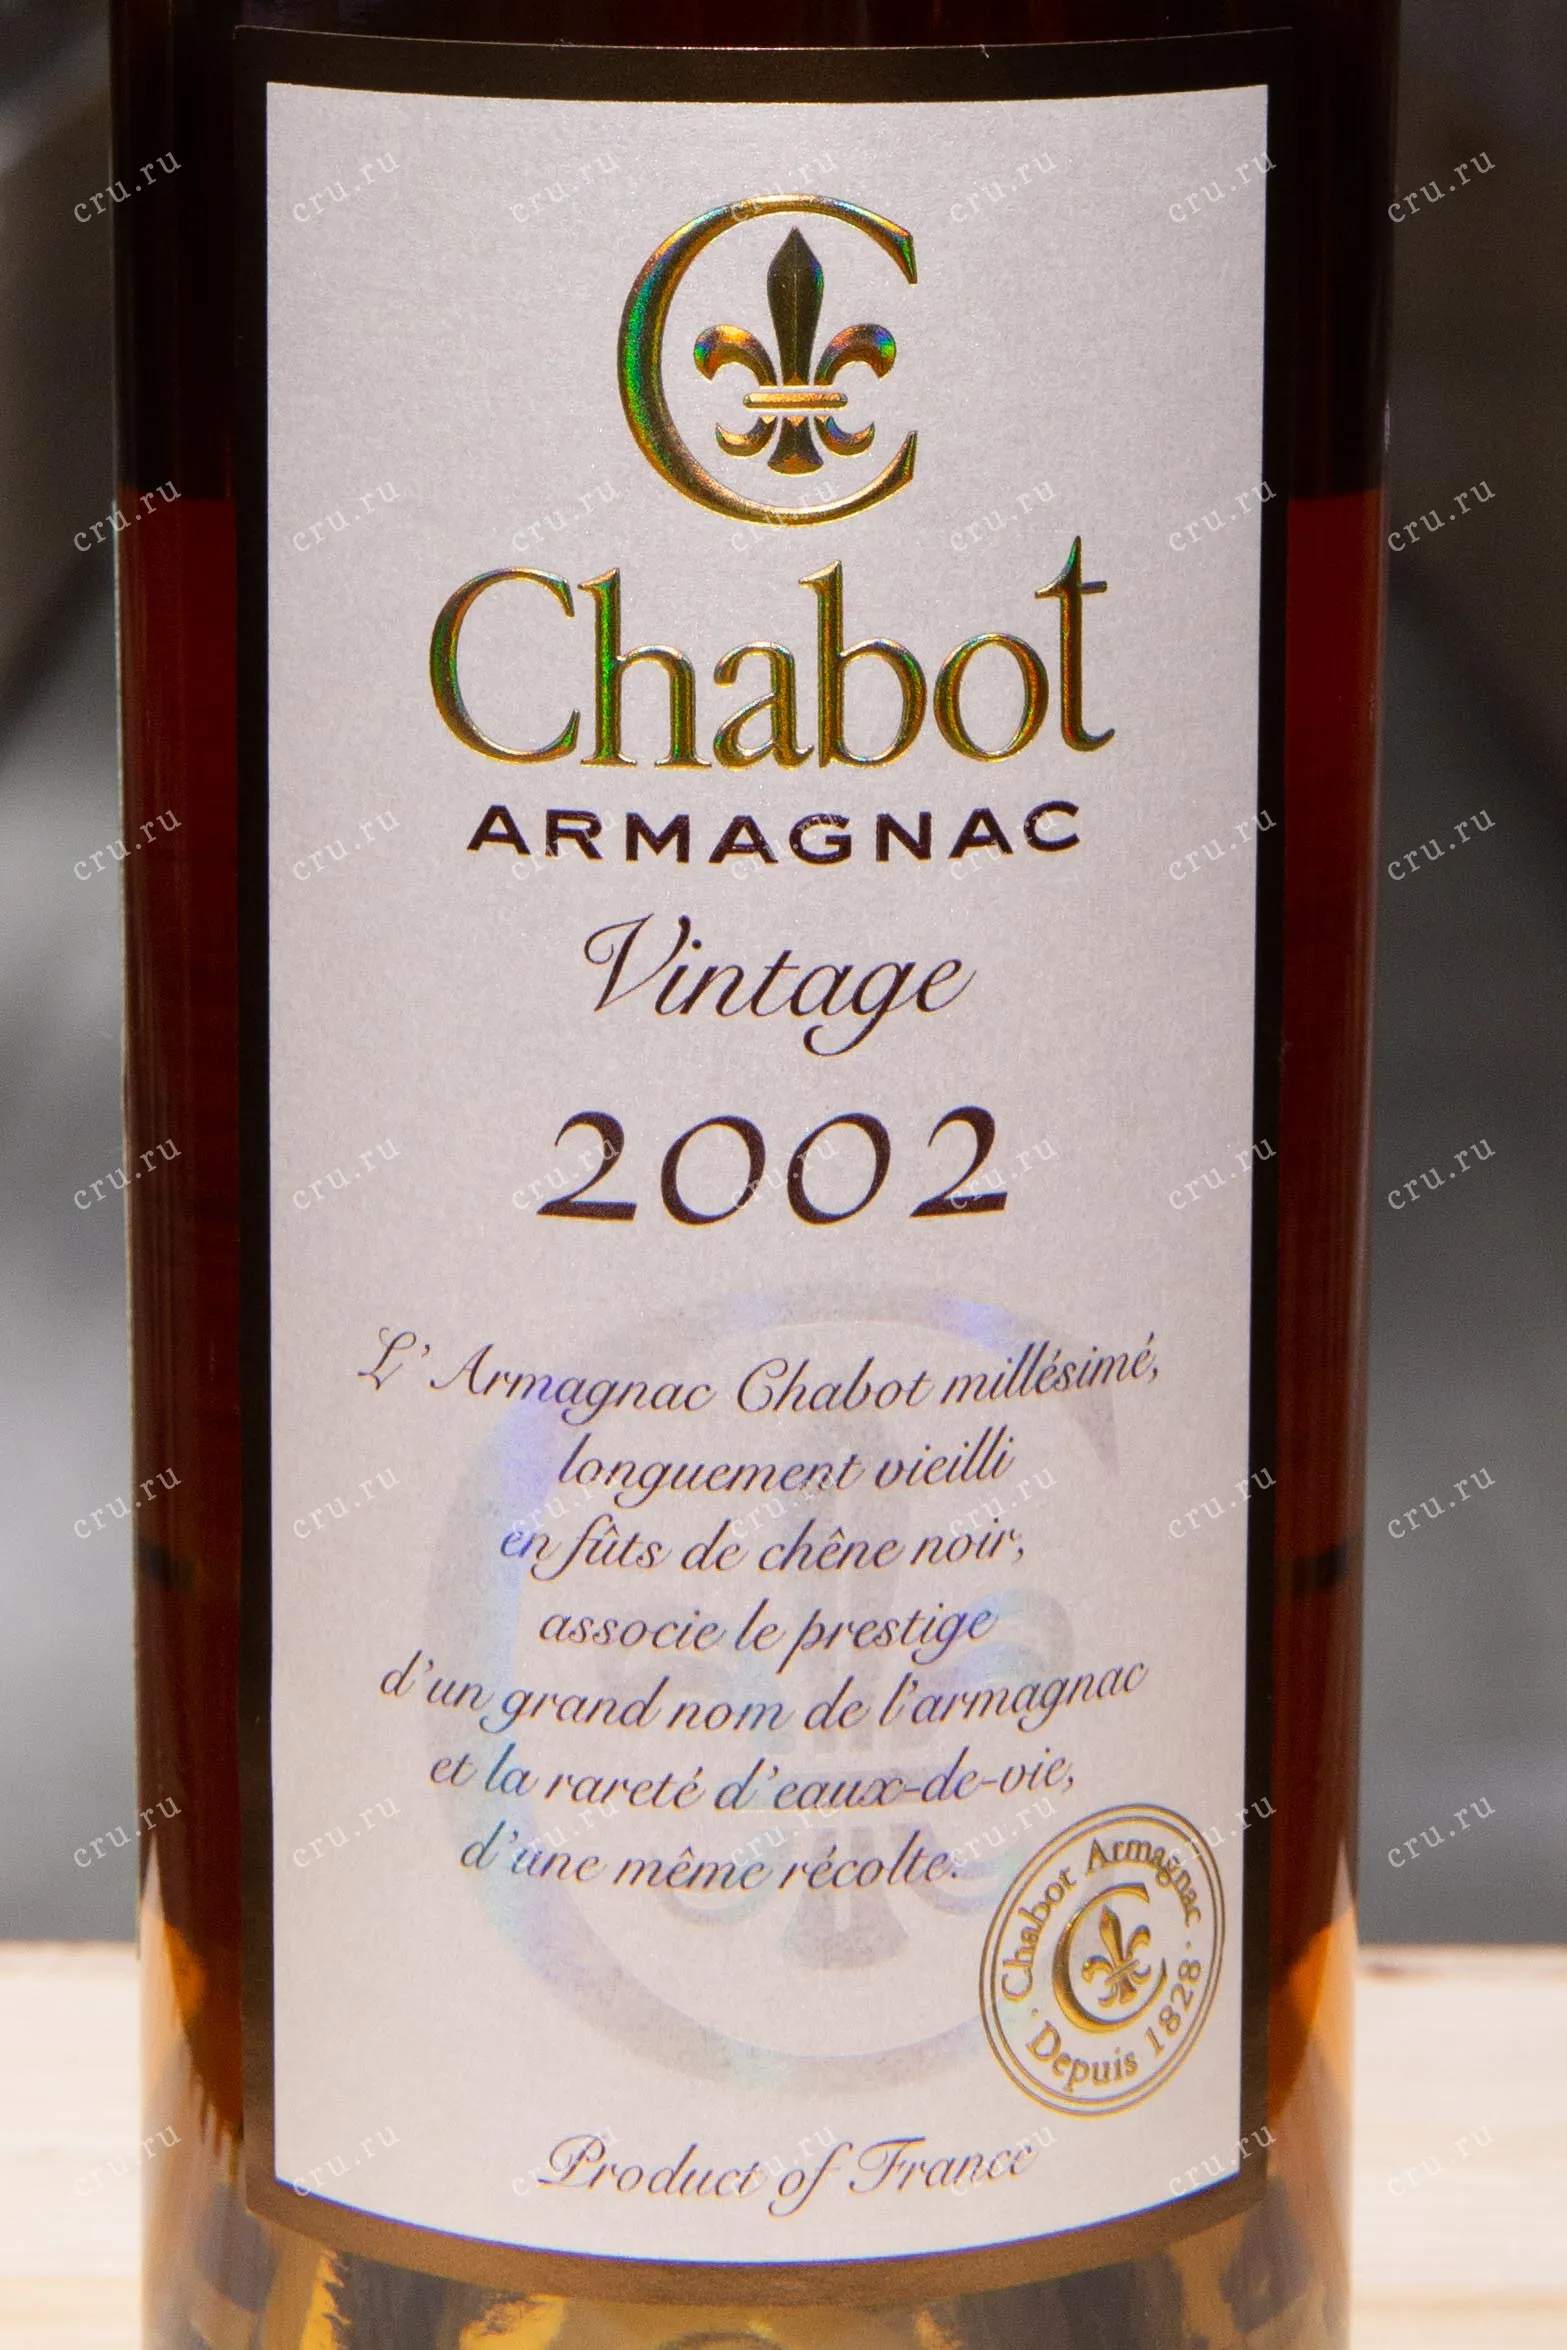 Chabot
ARMAGNAC
Vintage
2002
L'Armagnac Chabot millésimé,
longuement vieilli
en fûts de chêne noir,
associe le prestige
d'un grand nom de l'armagnac
et la rareté d'eaux-de-vie,
d'une même récolte.
Chabot Armagnac
· Depuis 1828 ·
Product of France
cru.ru